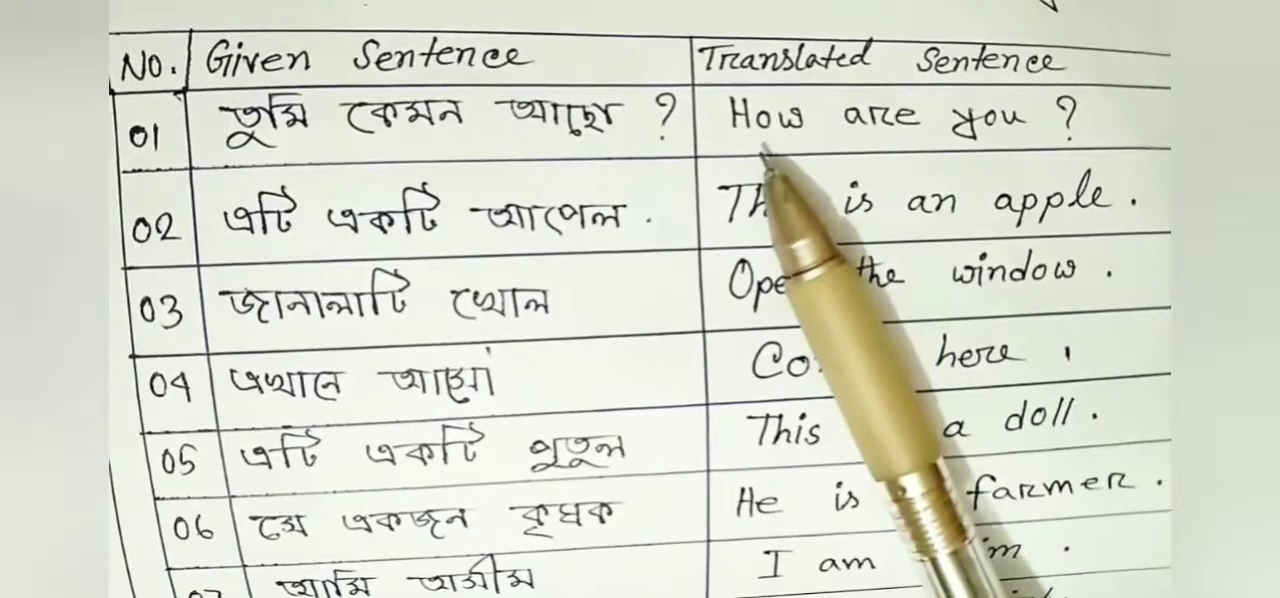 No. Given Sentence Translated Sentence
01 তুমি কেমন আছো ? How are you ?
02 এটি একটি আপেল . is an apple .
03 জানালাটি খোল the window .
04 এখানে আসো here .
05 এটি একটি পুতুল This a doll .
06 সে একজন কৃষক He is farmer .
আমি অসীম I am